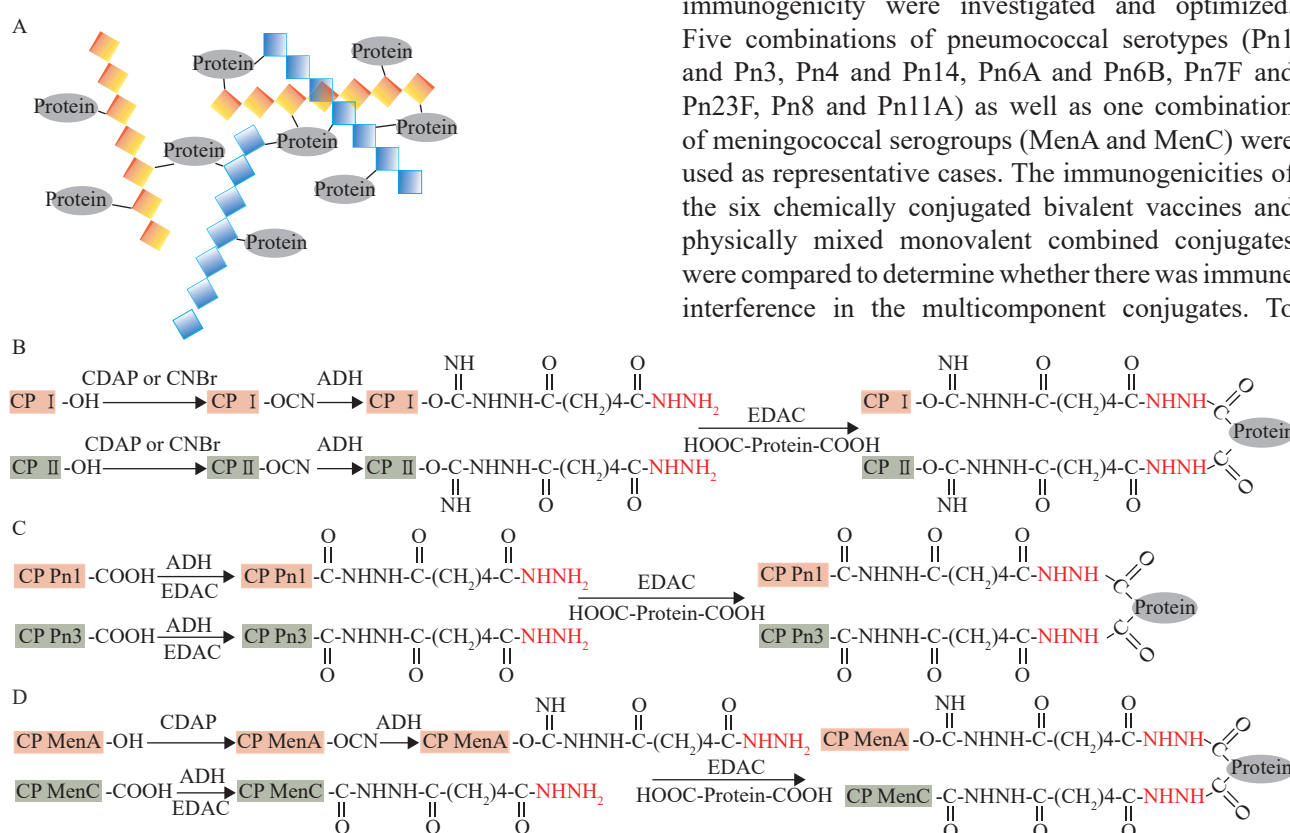 A
Protein
Protein
Protein
Protein
Protein
Protein
Protein
Protein
Protein
immunogenicity were investigated and optimized.
Five combinations of pneumococcal serotypes (Pn1
and Pn3, Pn4 and Pn14, Pn6A and Pn6B, Pn7F and
Pn23F, Pn8 and Pn11A) as well as one combination
of meningococcal serogroups (MenA and MenC) were
used as representative cases. The immunogenicities of
the six chemically conjugated bivalent vaccines and
physically mixed monovalent combined conjugates
were compared to determine whether there was immune
interference in the multicomponent conjugates. To
B
NH O O NH O O
CP Ⅰ -OH CDAP or CNBr CP Ⅰ -OCN ADH CP Ⅰ -O-C-NHNH-C-(CH₂)4-C-NHNH₂ EDAC CP Ⅰ -O-C-NHNH-C-(CH₂)4-C-NHNH C O
HOOC-Protein-COOH Protein
CP Ⅱ -OH CDAP or CNBr CP Ⅱ -OCN ADH CP Ⅱ -O-C-NHNH-C-(CH₂)4-C-NHNH₂ CP Ⅱ -O-C-NHNH-C-(CH₂)4-C-NHNH C O
NH O O NH O O
C
O O O O O O
CP Pn1 -COOH ADH EDAC CP Pn1 -C-NHNH-C-(CH₂)4-C-NHNH₂ EDAC CP Pn1 -C-NHNH-C-(CH₂)4-C-NHNH C O
HOOC-Protein-COOH Protein
CP Pn3 -COOH ADH EDAC CP Pn3 -C-NHNH-C-(CH₂)4-C-NHNH₂ CP Pn3 -C-NHNH-C-(CH₂)4-C-NHNH C O
O O O O O O
D
NH O O NH O O
CP MenA -OH CDAP CP MenA -OCN ADH CP MenA -O-C-NHNH-C-(CH₂)4-C-NHNH₂ CP MenA -O-C-NHNH-C-(CH₂)4-C-NHNH C O
EDAC
HOOC-Protein-COOH Protein
CP MenC -COOH ADH EDAC CP MenC -C-NHNH-C-(CH₂)4-C-NHNH₂ CP MenC -C-NHNH-C-(CH₂)4-C-NHNH C O
O O O O O O